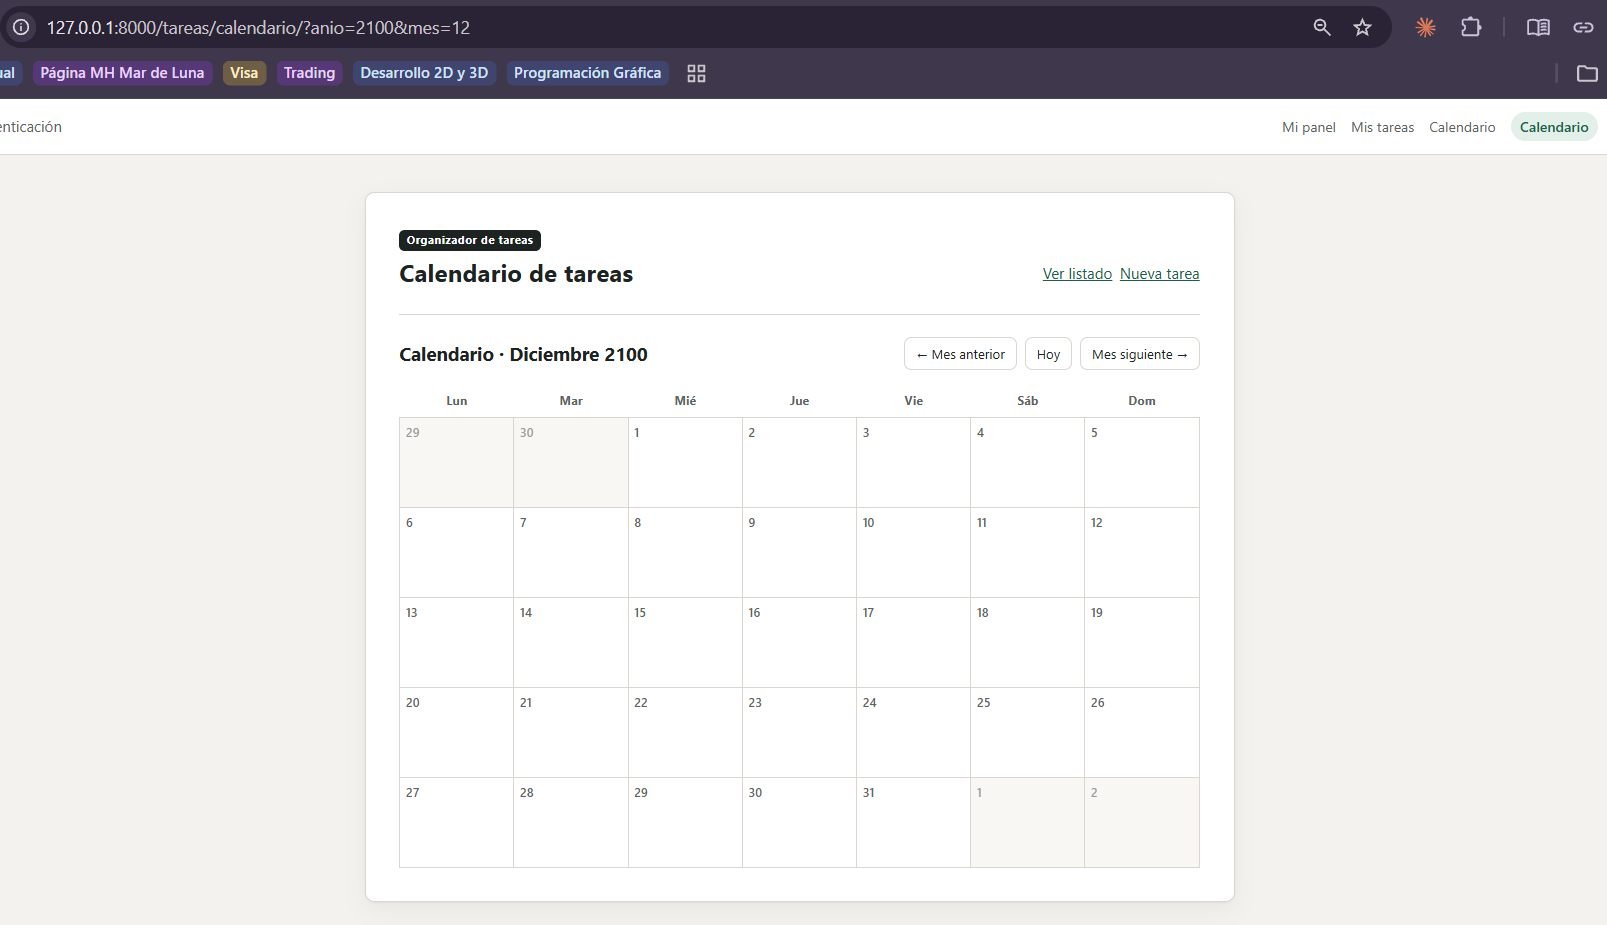 127.0.0.1:8000/tareas/calendario/?anio=2100&mes=12
ual Página MH Mar de Luna Visa Trading Desarrollo 2D y 3D Programación Gráfica
enticación Mi panel Mis tareas Calendario Calendario
Organizador de tareas
Calendario de tareas Ver listado Nueva tarea
Calendario · Diciembre 2100 ← Mes anterior Hoy Mes siguiente →
Lun Mar Mié Jue Vie Sáb Dom
29 30 1 2 3 4 5
6 7 8 9 10 11 12
13 14 15 16 17 18 19
20 21 22 23 24 25 26
27 28 29 30 31 1 2